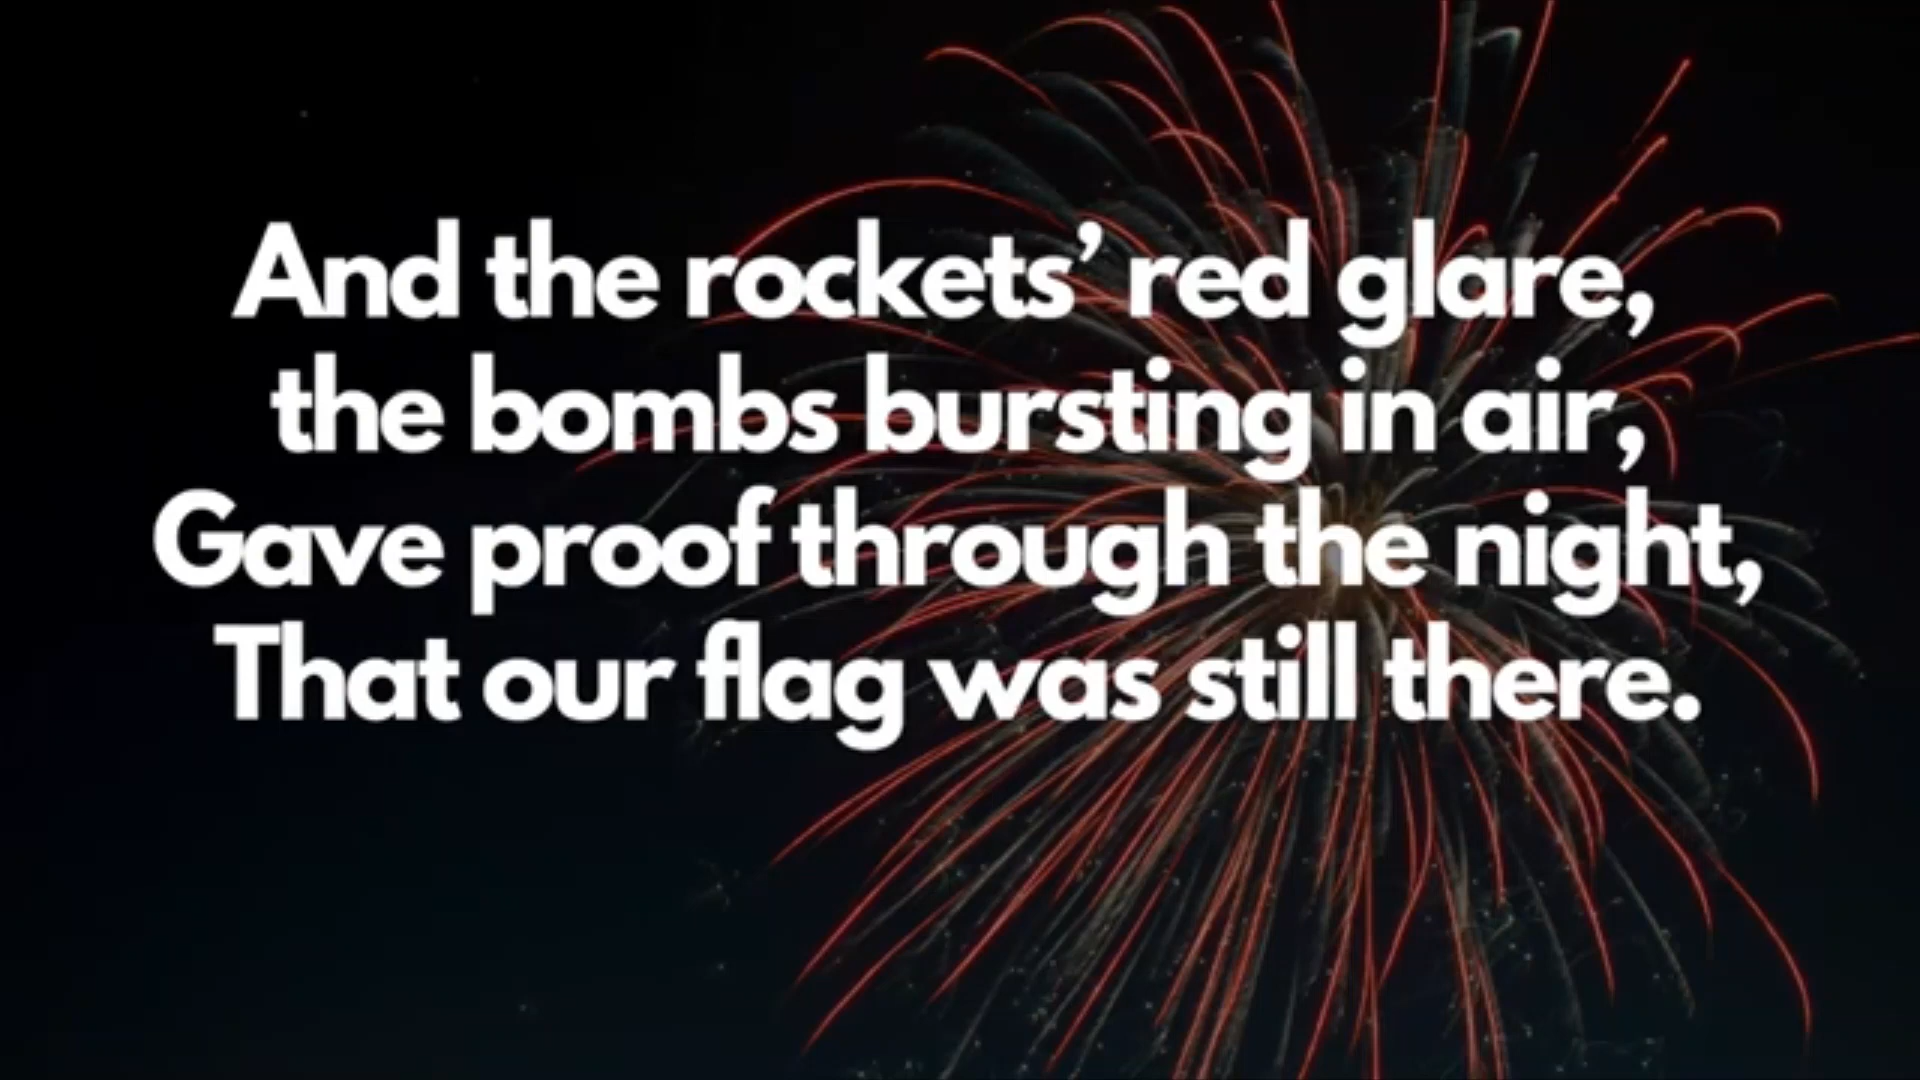 And the rockets’ red glare,
the bombs bursting in air,
Gave proof through the night,
That our flag was still there.